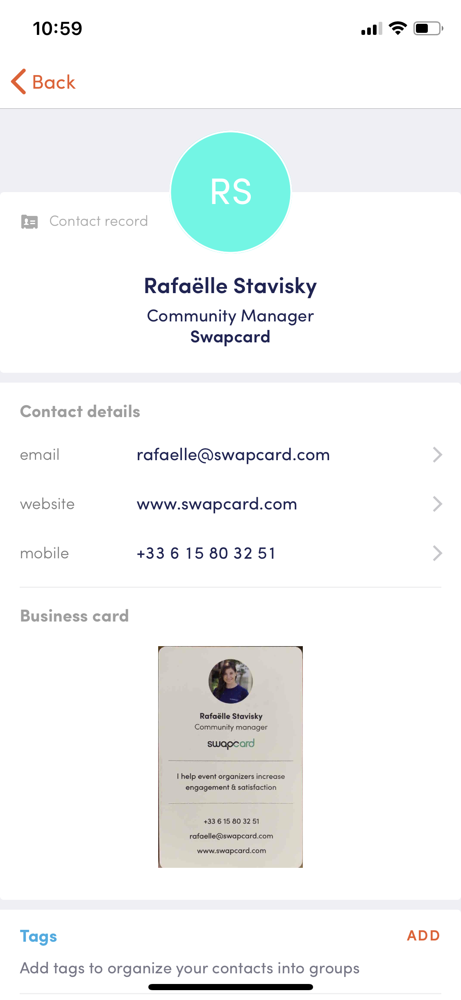 10:59
Back
RS
Contact record
Rafaëlle Stavisky
Community Manager
Swapcard
Contact details
email rafaelle@swapcard.com
website www.swapcard.com
mobile +33 6 15 80 32 51
Business card
Rafaëlle Stavisky
Community manager
swapcard
I help event organizers increase
engagement & satisfaction
+33 6 15 80 32 51
rafaelle@swapcard.com
www.swapcard.com
Tags ADD
Add tags to organize your contacts into groups